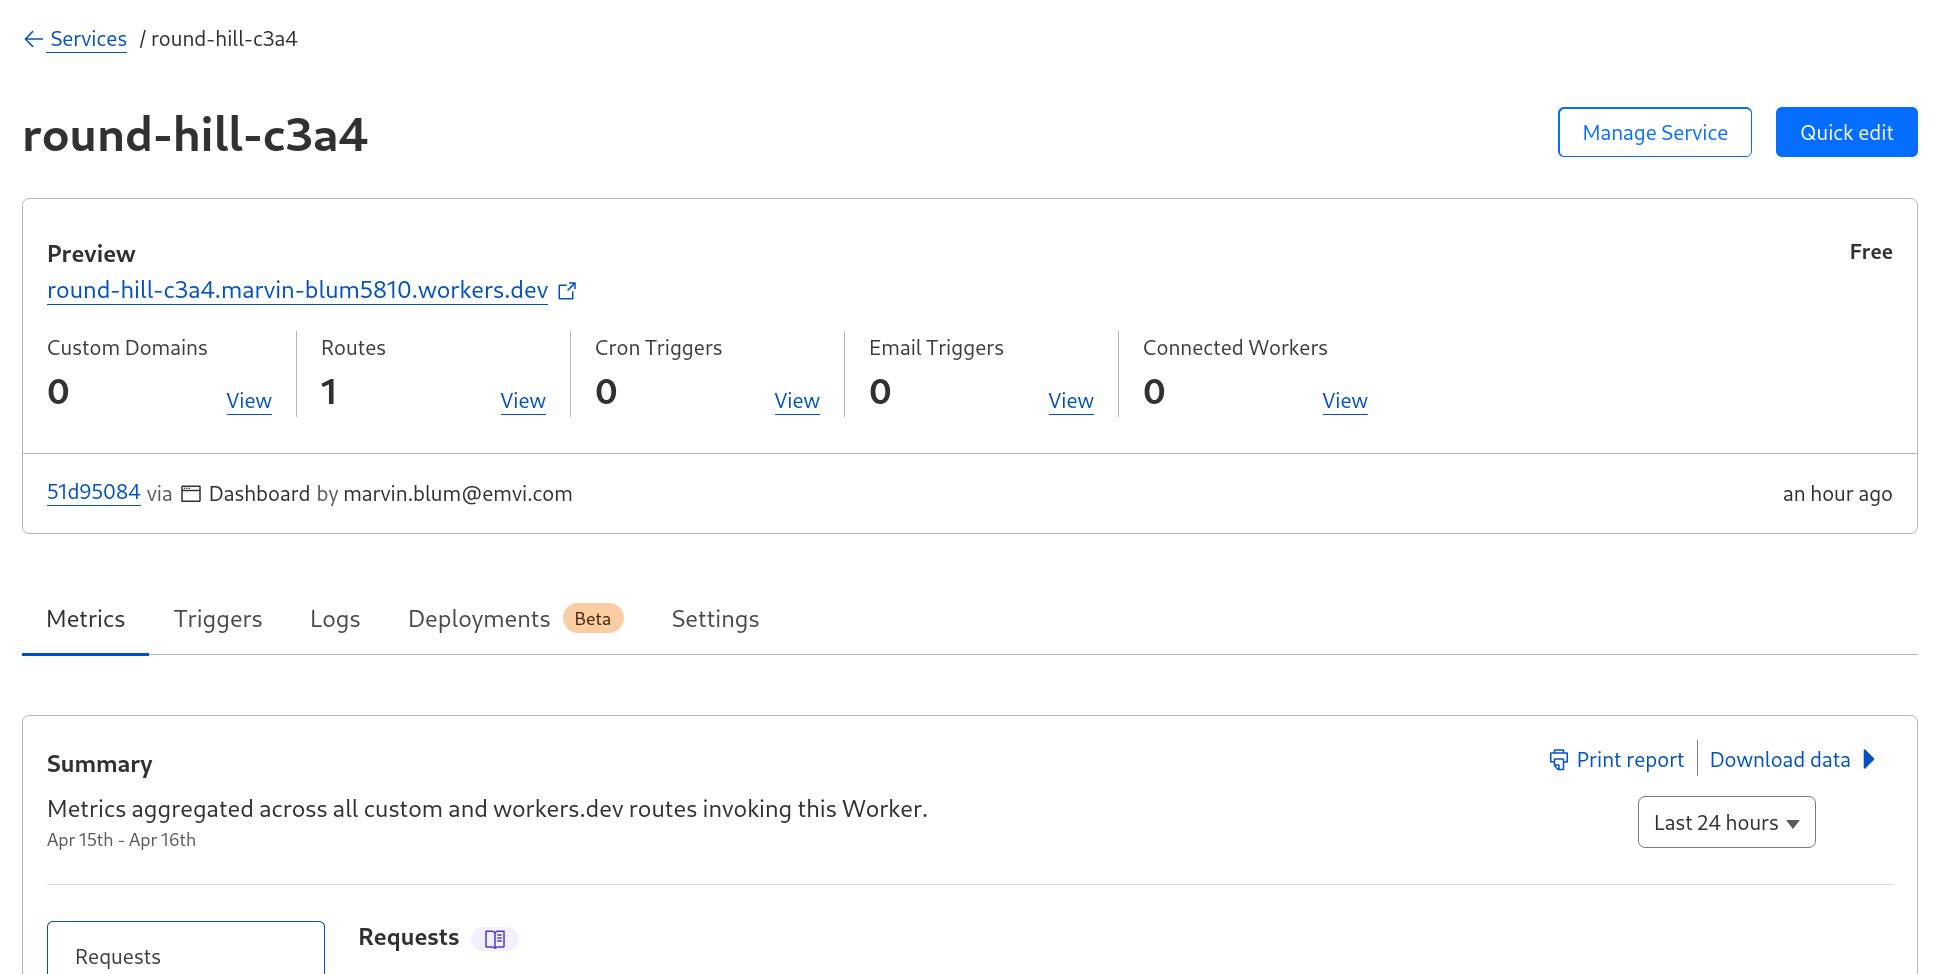 Services / round-hill-c3a4
round-hill-c3a4
Manage Service
Quick edit
Preview
Free
round-hill-c3a4.marvin-blum5810.workers.dev
Custom Domains
0
View
Routes
1
View
Cron Triggers
0
View
Email Triggers
0
View
Connected Workers
0
View
51d95084 via Dashboard by marvin.blum@emvi.com
an hour ago
Metrics
Triggers
Logs
Deployments
Beta
Settings
Summary
Print report
Download data
Metrics aggregated across all custom and workers.dev routes invoking this Worker.
Apr 15th - Apr 16th
Last 24 hours
Requests
Requests